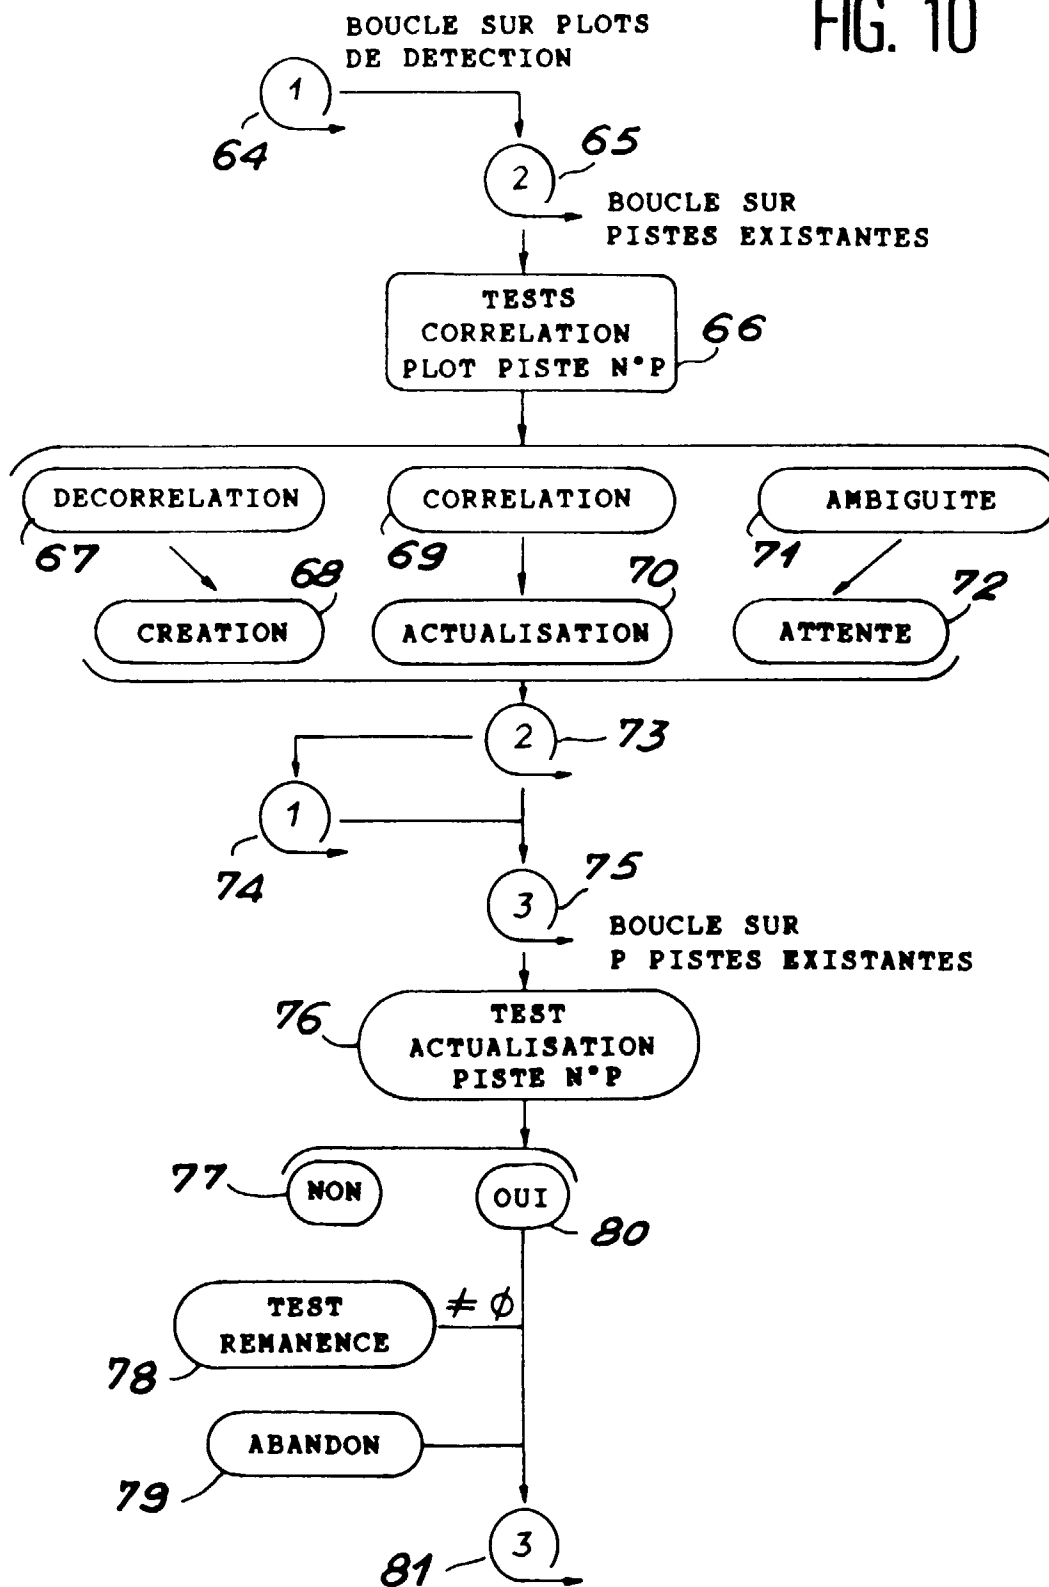 FIG. 10
BOUCLE SUR PLOTS
DE DETECTION
1
64
2
65
BOUCLE SUR
PISTES EXISTANTES
TESTS
CORRELATION
PLOT PISTE N°P
66
DECORRELATION
CORRELATION
AMBIGUITE
67
69
71
68
70
72
CREATION
ACTUALISATION
ATTENTE
2
73
1
74
3
75
BOUCLE SUR
P PISTES EXISTANTES
76
TEST
ACTUALISATION
PISTE N°P
77
NON
OUI
80
TEST
REMANENCE
≠ ϕ
78
ABANDON
79
3
81